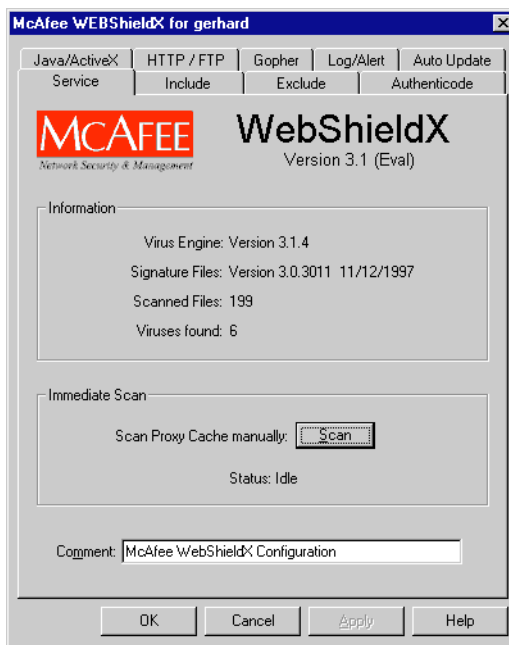 McAfee WEBShieldX for gerhard
Java/ActiveX HTTP / FTP Gopher Log/Alert Auto Update
Service Include Exclude Authenticode
MCAFEE
Network Security & Management
WebShieldX
Version 3.1 (Eval)
Information
Virus Engine: Version 3.1.4
Signature Files: Version 3.0.3011 11/12/1997
Scanned Files: 199
Viruses found: 6
Immediate Scan
Scan Proxy Cache manually: Scan
Status: Idle
Comment: McAfee WebShieldX Configuration
OK Cancel Apply Help